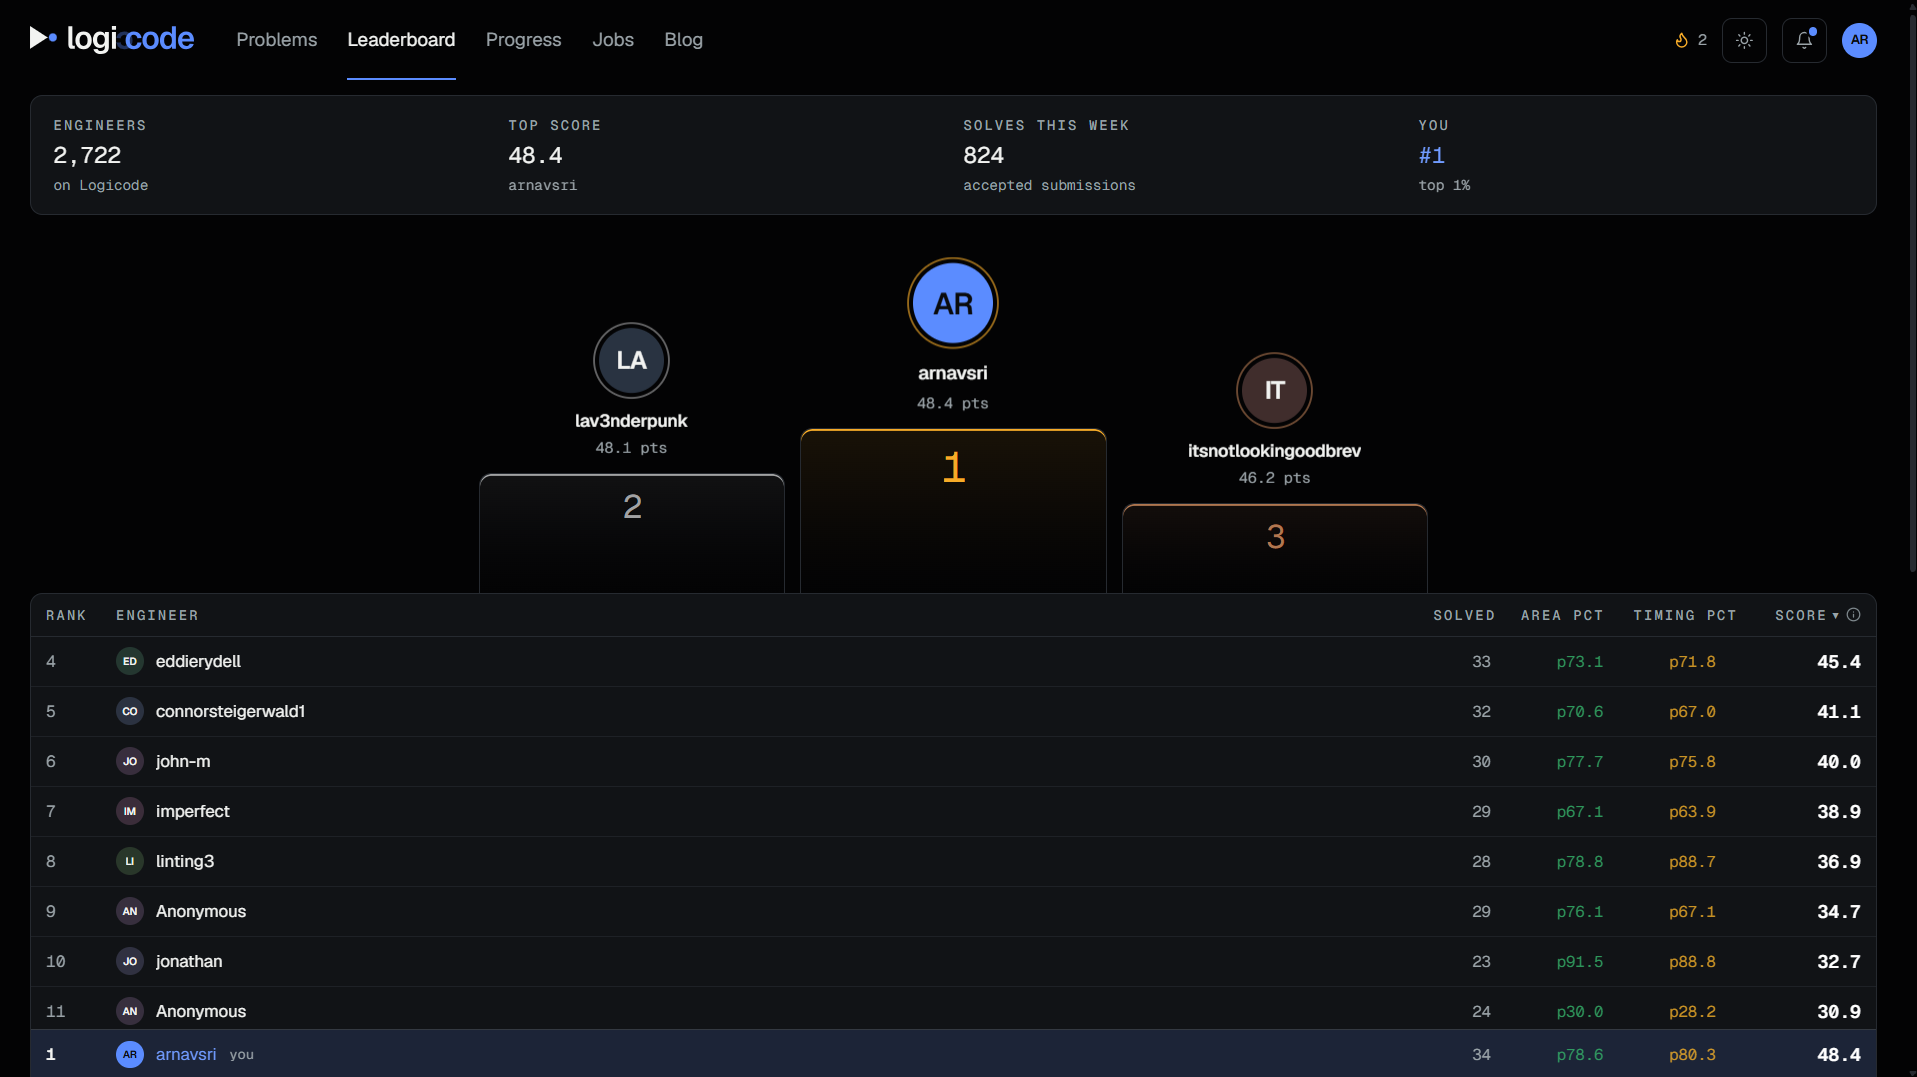 logicode Problems Leaderboard Progress Jobs Blog 2 AR
ENGINEERS TOP SCORE SOLVES THIS WEEK YOU
2,722 48.4 824 #1
on Logicode arnavsri accepted submissions top 1%
AR
arnavsri
48.4 pts
LA
lav3nderpunk
48.1 pts
IT
itsnotlookingoodbrev
46.2 pts
1
2
3
RANK ENGINEER SOLVED AREA PCT TIMING PCT SCORE
4 ED eddierydell 33 p73.1 p71.8 45.4
5 CO connorsteigerwald1 32 p70.6 p67.0 41.1
6 JO john-m 30 p77.7 p75.8 40.0
7 IM imperfect 29 p67.1 p63.9 38.9
8 LI linting3 28 p78.8 p88.7 36.9
9 AN Anonymous 29 p76.1 p67.1 34.7
10 JO jonathan 23 p91.5 p88.8 32.7
11 AN Anonymous 24 p30.0 p28.2 30.9
1 AR arnavsri you 34 p78.6 p80.3 48.4